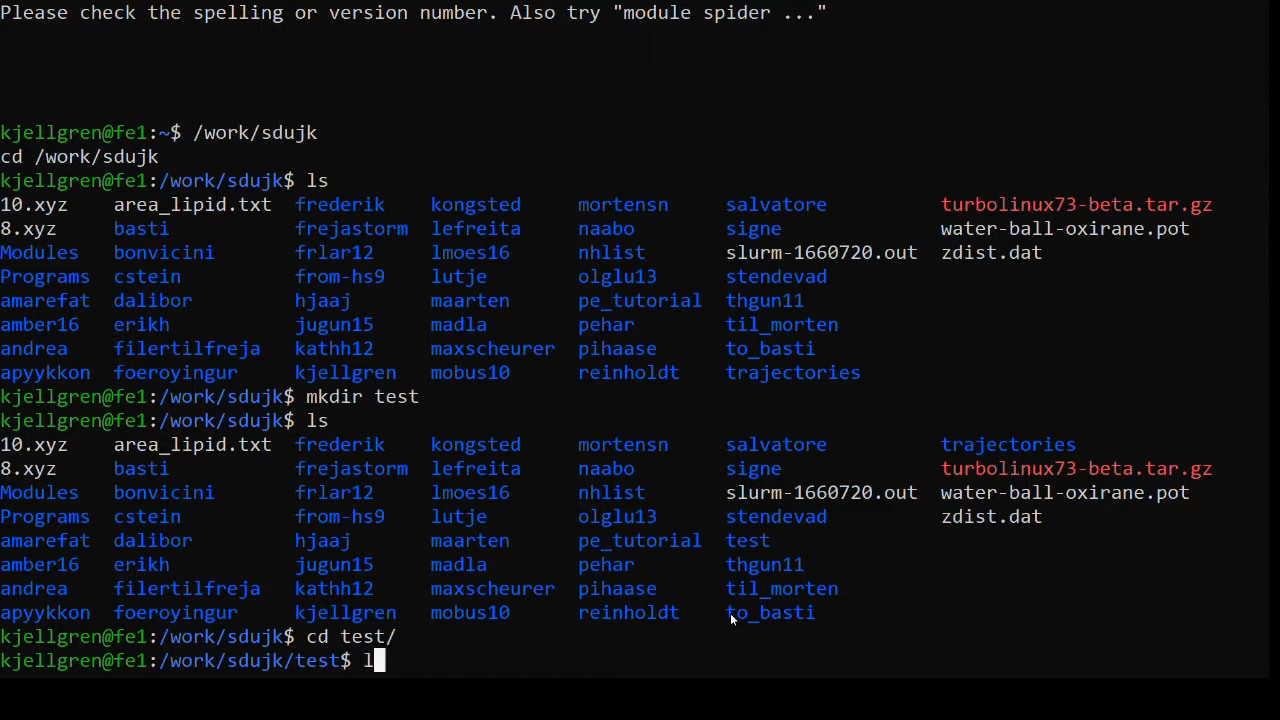 Please check the spelling or version number. Also try "module spider ..."
kjellgren@fe1:~$ /work/sdujk
cd /work/sdujk
kjellgren@fe1:/work/sdujk$ ls
10.xyz area_lipid.txt frederik kongsted mortensn salvatore turbolinux73-beta.tar.gz
8.xyz basti frejastorm lefreita naabo signe water-ball-oxirane.pot
Modules bonvicini frlar12 lmoes16 nhlist slurm-1660720.out zdist.dat
Programs cstein from-hs9 lutje olglu13 stendevad
amarefat dalibor hjaaj maarten pe_tutorial thgun11
amber16 erikh jugun15 madla pehar til_morten
andrea filertilfreja kathh12 maxscheurer pihaase to_basti
apyykkon foeroyingur kjellgren mobus10 reinholdt trajectories
kjellgren@fe1:/work/sdujk$ mkdir test
kjellgren@fe1:/work/sdujk$ ls
10.xyz area_lipid.txt frederik kongsted mortensn salvatore trajectories
8.xyz basti frejastorm lefreita naabo signe turbolinux73-beta.tar.gz
Modules bonvicini frlar12 lmoes16 nhlist slurm-1660720.out water-ball-oxirane.pot
Programs cstein from-hs9 lutje olglu13 stendevad zdist.dat
amarefat dalibor hjaaj maarten pe_tutorial test
amber16 erikh jugun15 madla pehar thgun11
andrea filertilfreja kathh12 maxscheurer pihaase til_morten
apyykkon foeroyingur kjellgren mobus10 reinholdt to_basti
kjellgren@fe1:/work/sdujk$ cd test/
kjellgren@fe1:/work/sdujk/test$ l